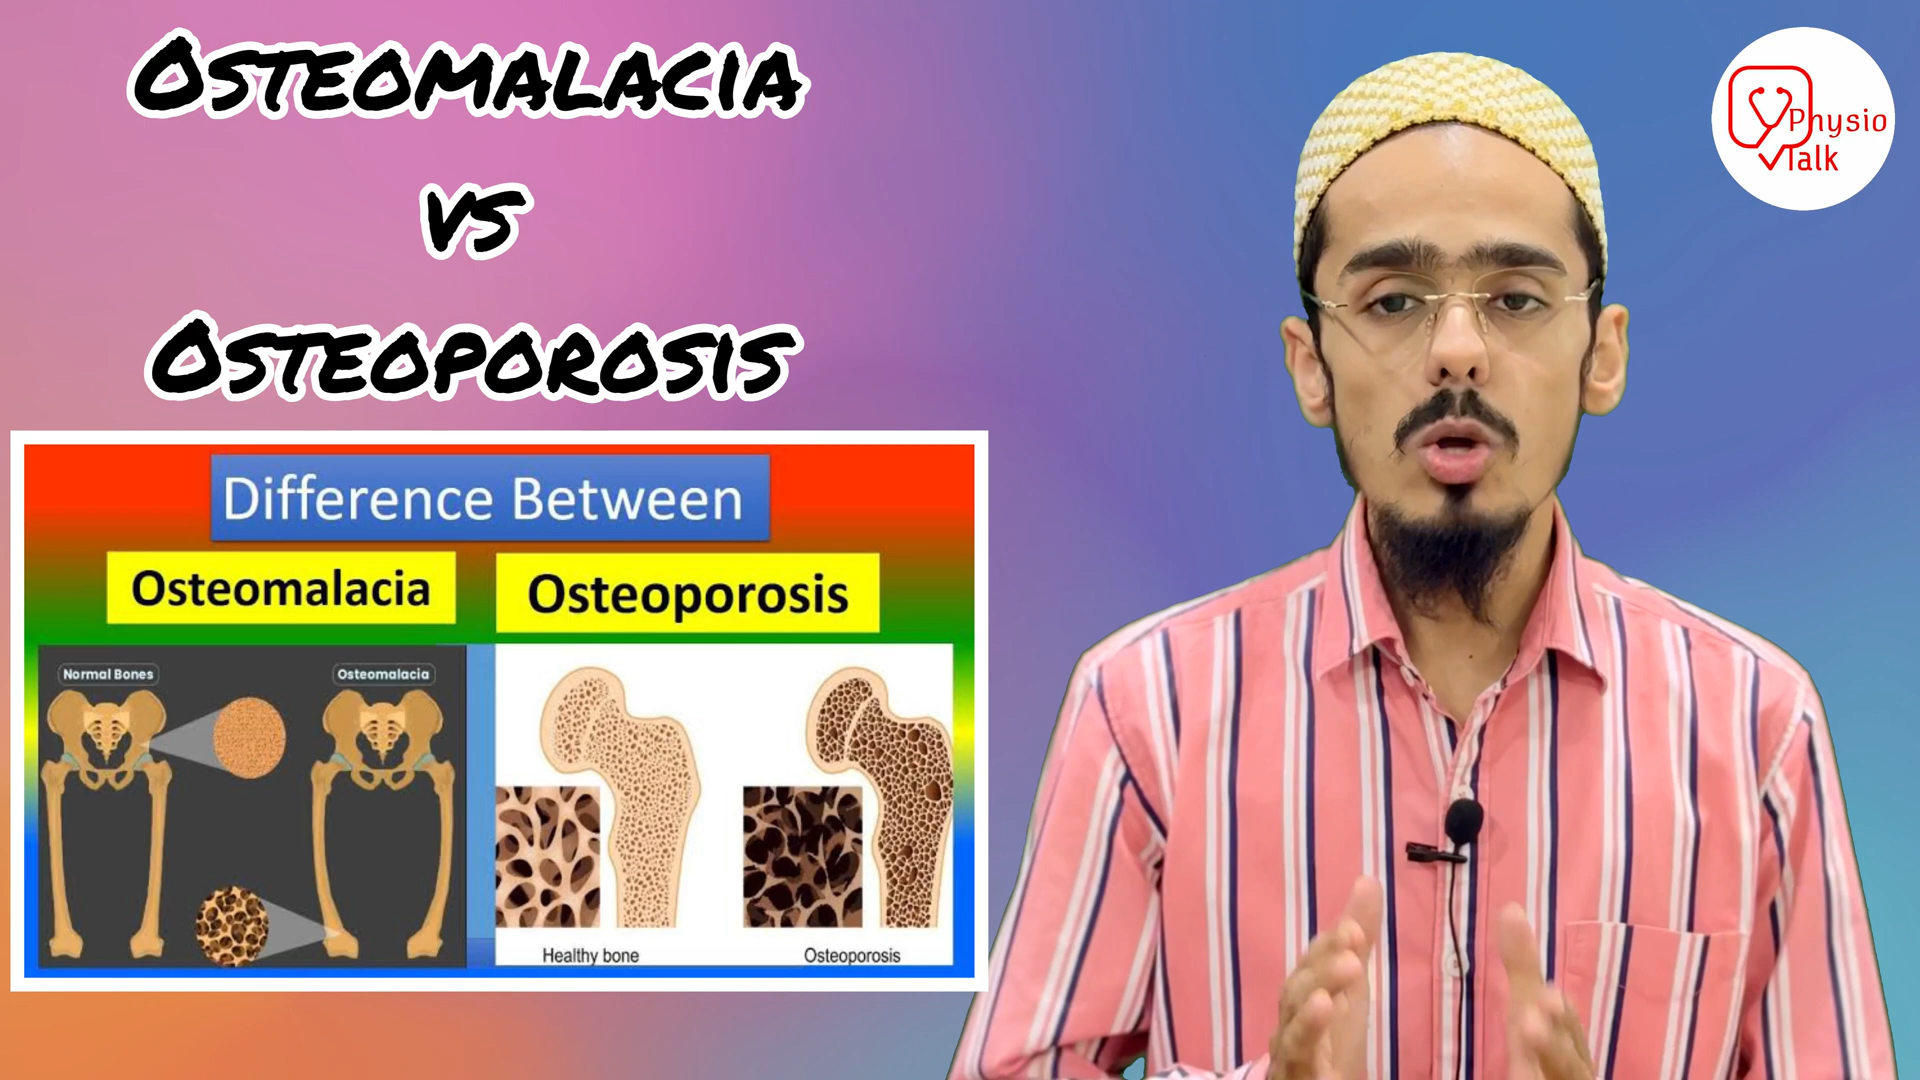 Osteomalacia
vs
Osteoporosis
Physio
Talk
Difference Between
Osteomalacia
Osteoporosis
Normal Bones
Osteomalacia
Healthy bone
Osteoporosis